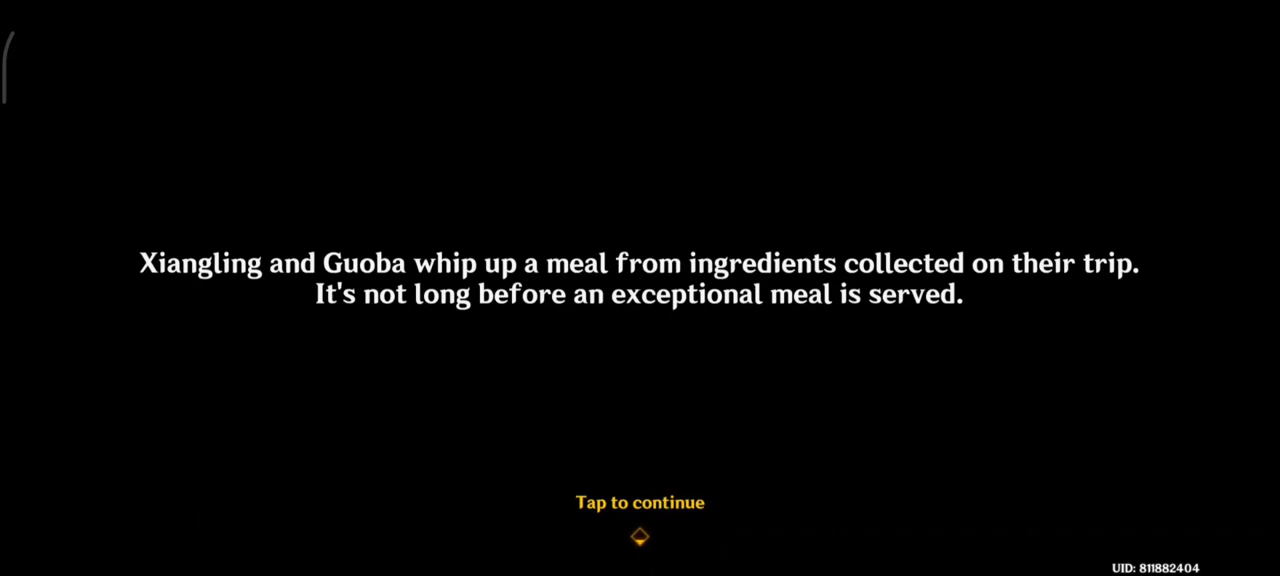 Xiangling and Guoba whip up a meal from ingredients collected on their trip.
It's not long before an exceptional meal is served.
Tap to continue
UID: 811882404